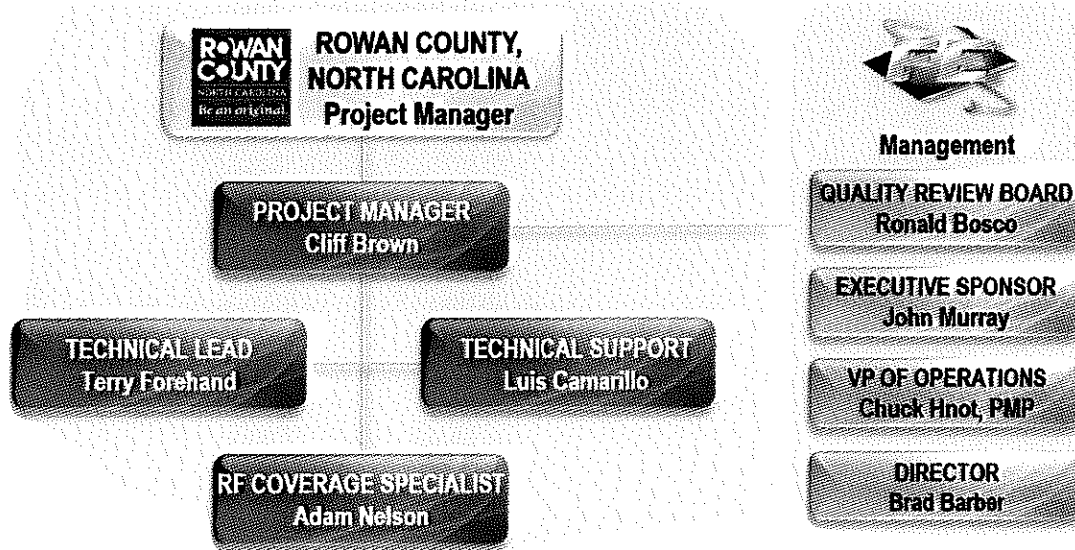 ROWAN
COUNTY
NORTH CAROLINA
Be an original.
ROWAN COUNTY,
NORTH CAROLINA
Project Manager
PROJECT MANAGER
Cliff Brown
TECHNICAL LEAD
Terry Forehand
TECHNICAL SUPPORT
Luis Camarillo
RF COVERAGE SPECIALIST
Adam Nelson
Management
QUALITY REVIEW BOARD
Ronald Bosco
EXECUTIVE SPONSOR
John Murray
VP OF OPERATIONS
Chuck Hnot, PMP
DIRECTOR
Brad Barber